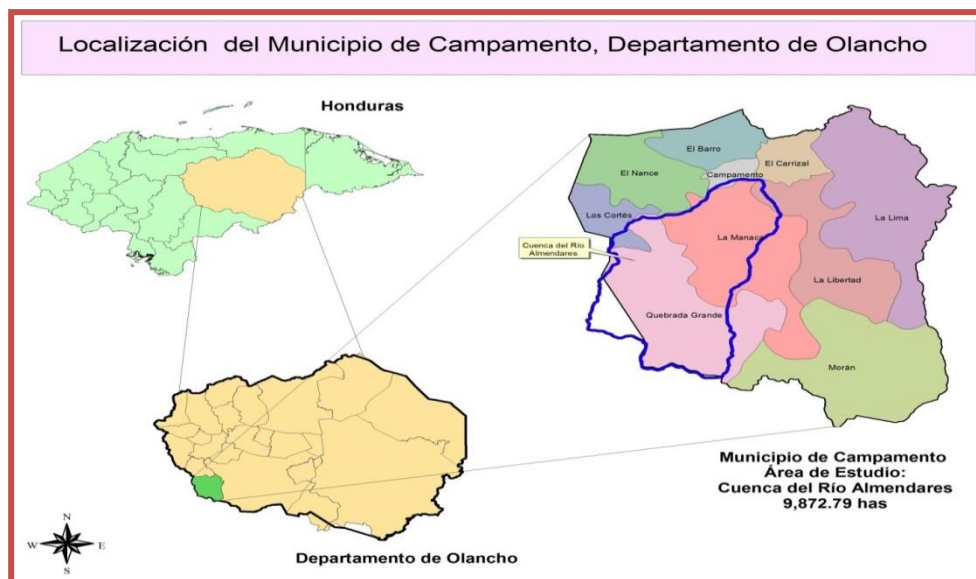 Localización del Municipio de Campamento, Departamento de Olancho
Honduras
El Barro
El Carrizal
El Nance
Campamento
Los Cortés
La Lima
La Manaca
Cuenca del Río
Almendares
La Libertad
Quebrada Grande
Morán
Municipio de Campamento
Área de Estudio:
Cuenca del Río Almendares
9,872.79 has
Departamento de Olancho
N
W
E
S